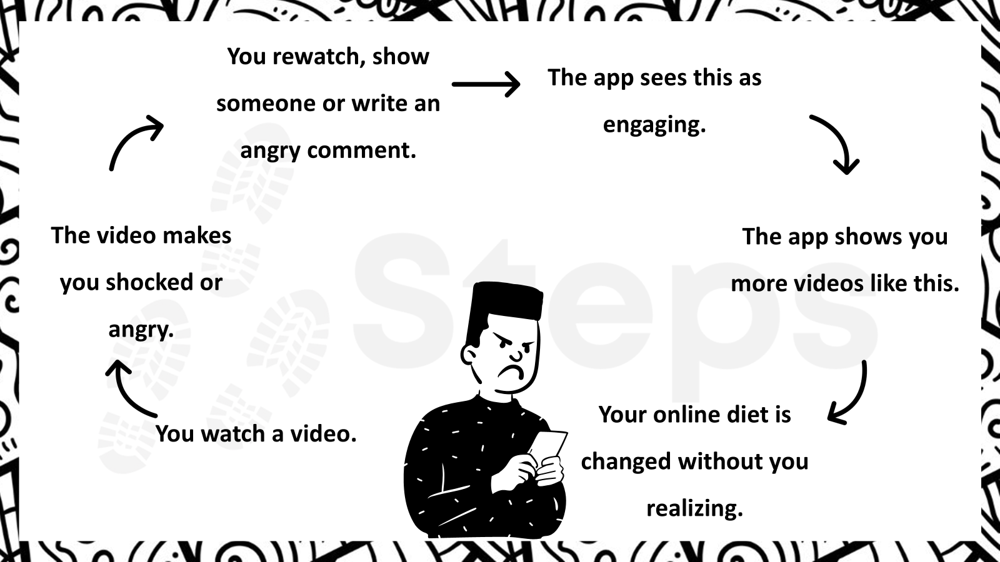 You rewatch, show
someone or write an
angry comment.
The app sees this as
engaging.
The app shows you
more videos like this.
Your online diet is
changed without you
realizing.
You watch a video.
The video makes
you shocked or
angry.
Steps